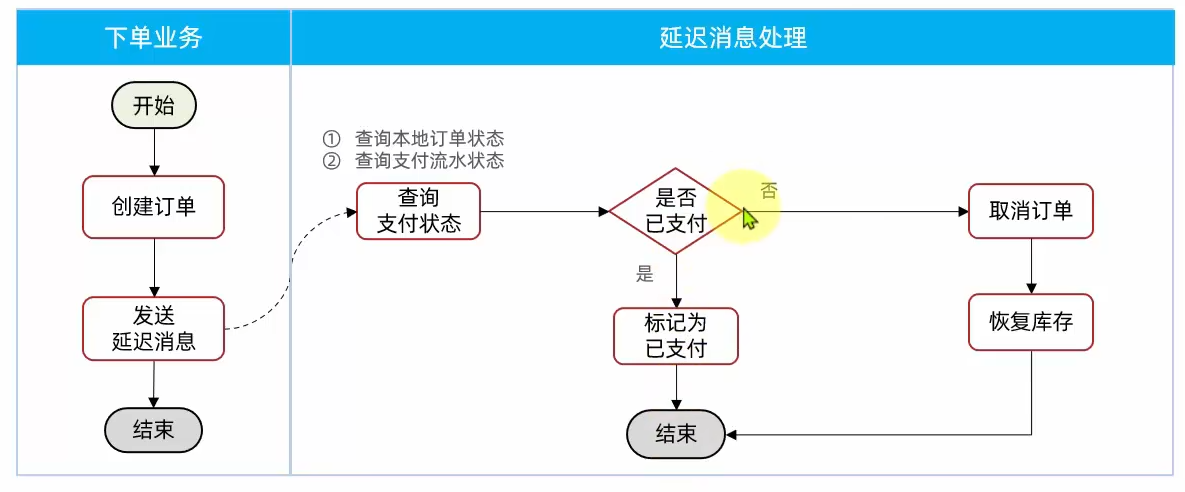 下单业务
延迟消息处理
开始
创建订单
发送
延迟消息
结束
① 查询本地订单状态
② 查询支付流水状态
查询
支付状态
是否
已支付
否
是
取消订单
恢复库存
标记为
已支付
结束